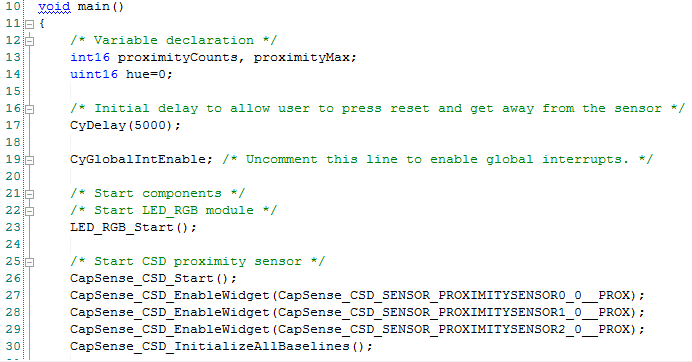 10 void main()
11 {
12 /* Variable declaration */
13 int16 proximityCounts, proximityMax;
14 uint16 hue=0;
15
16 /* Initial delay to allow user to press reset and get away from the sensor */
17 CyDelay(5000);
18
19 CyGlobalIntEnable; /* Uncomment this line to enable global interrupts. */
20
21 /* Start components */
22 /* Start LED_RGB module */
23 LED_RGB_Start();
24
25 /* Start CSD proximity sensor */
26 CapSense_CSD_Start();
27 CapSense_CSD_EnableWidget(CapSense_CSD_SENSOR_PROXIMITYSENSOR0_0__PROX);
28 CapSense_CSD_EnableWidget(CapSense_CSD_SENSOR_PROXIMITYSENSOR1_0__PROX);
29 CapSense_CSD_EnableWidget(CapSense_CSD_SENSOR_PROXIMITYSENSOR2_0__PROX);
30 CapSense_CSD_InitializeAllBaselines();